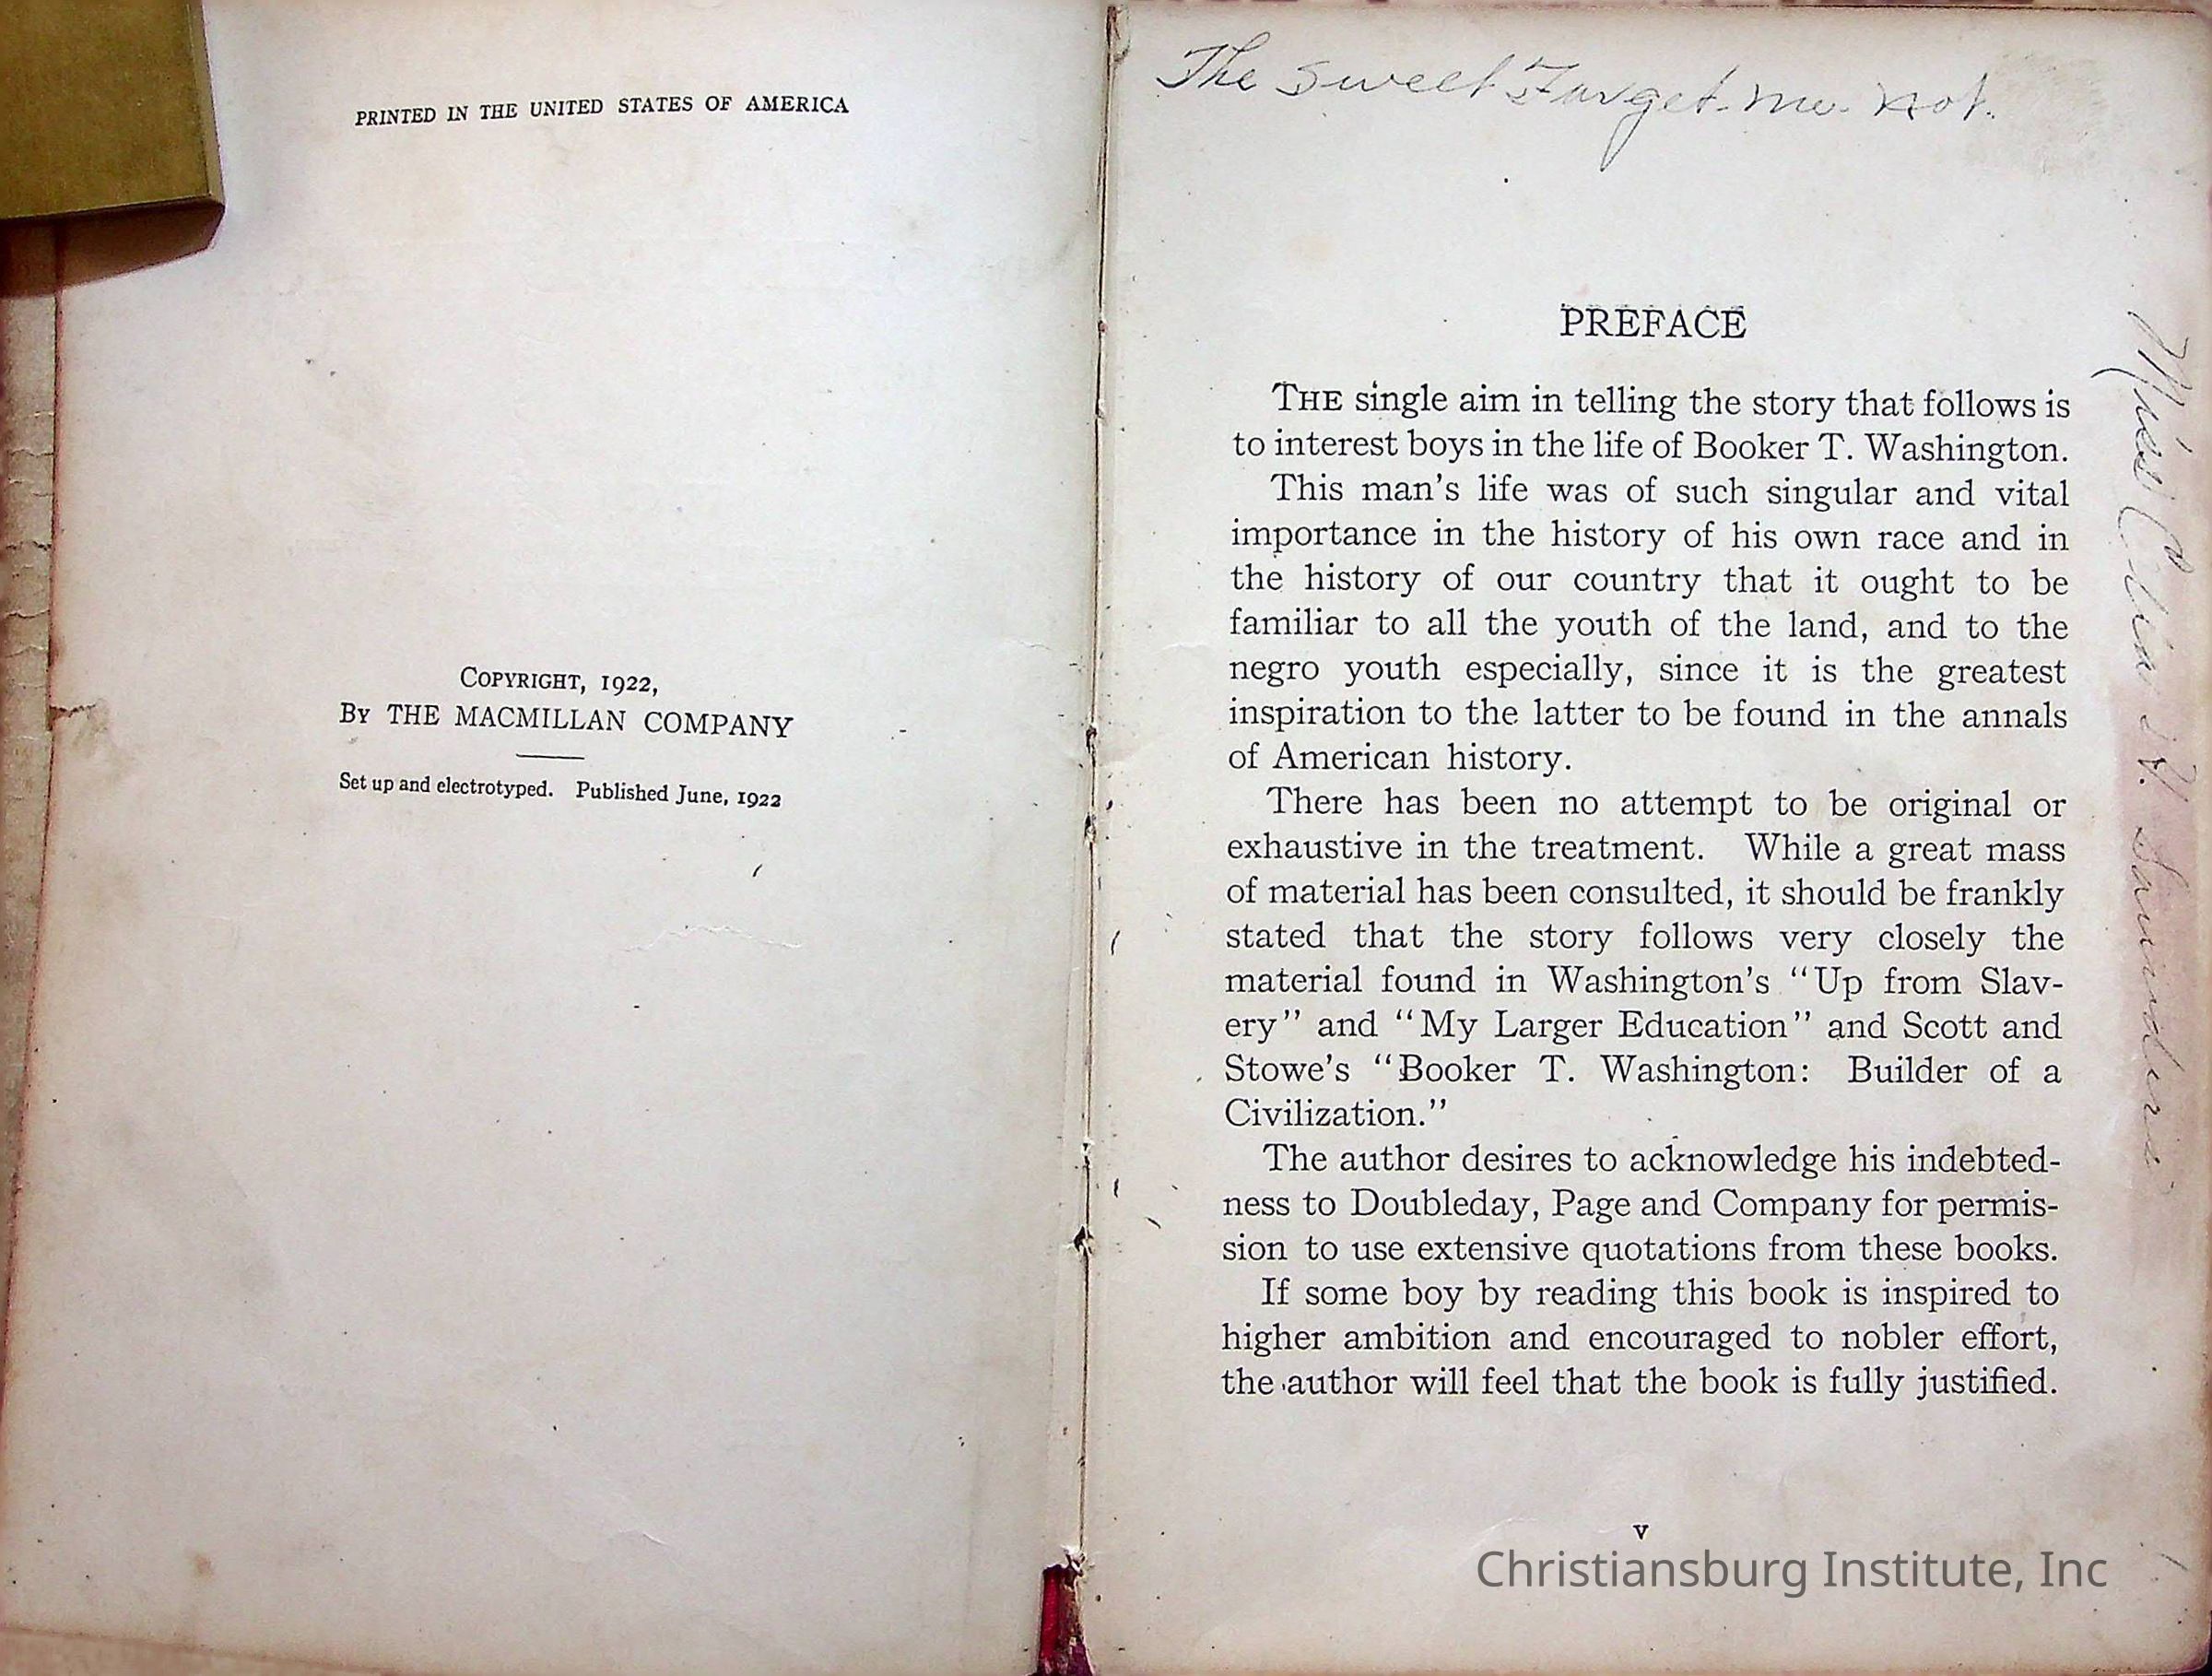 PRINTED IN THE UNITED STATES OF AMERICA
COPYRIGHT, 1922,
BY THE MACMILLAN COMPANY
Set up and electrotyped. Published June, 1922
The sweet Forget-me-not.
PREFACE
THE single aim in telling the story that follows is
to interest boys in the life of Booker T. Washington.
This man's life was of such singular and vital
importance in the history of his own race and in
the history of our country that it ought to be
familiar to all the youth of the land, and to the
negro youth especially, since it is the greatest
inspiration to the latter to be found in the annals
of American history.
There has been no attempt to be original or
exhaustive in the treatment. While a great mass
of material has been consulted, it should be frankly
stated that the story follows very closely the
material found in Washington's "Up from Slav-
ery" and "My Larger Education" and Scott and
Stowe's "Booker T. Washington: Builder of a
Civilization."
The author desires to acknowledge his indebted-
ness to Doubleday, Page and Company for permis-
sion to use extensive quotations from these books.
If some boy by reading this book is inspired to
higher ambition and encouraged to nobler effort,
the author will feel that the book is fully justified.
v
Miss
Christiansburg Institute, Inc